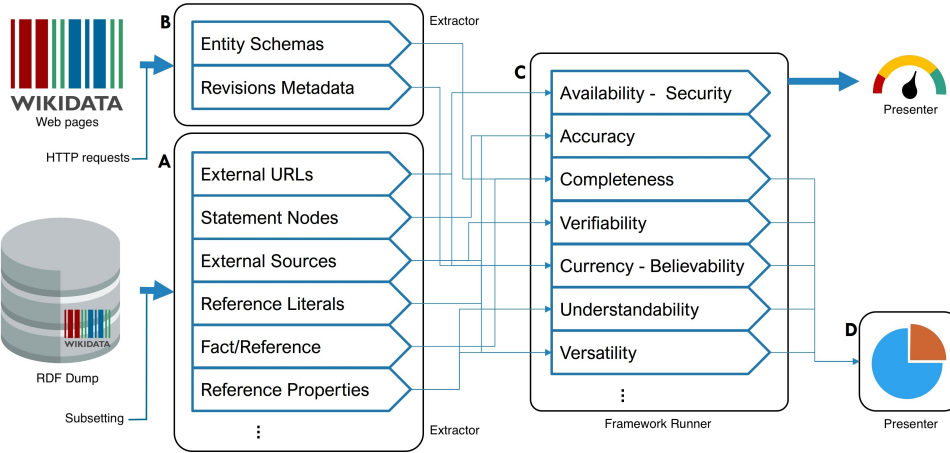 WIKIDATA
Web pages
HTTP requests
WIKIDATA
RDF Dump
Subsetting
B
Extractor
Entity Schemas
Revisions Metadata
A
External URLs
Statement Nodes
External Sources
Reference Literals
Fact/Reference
Reference Properties
⋮
Extractor
C
Availability - Security
Accuracy
Completeness
Verifiability
Currency - Believability
Understandability
Versatility
⋮
Framework Runner
Presenter
D
Presenter